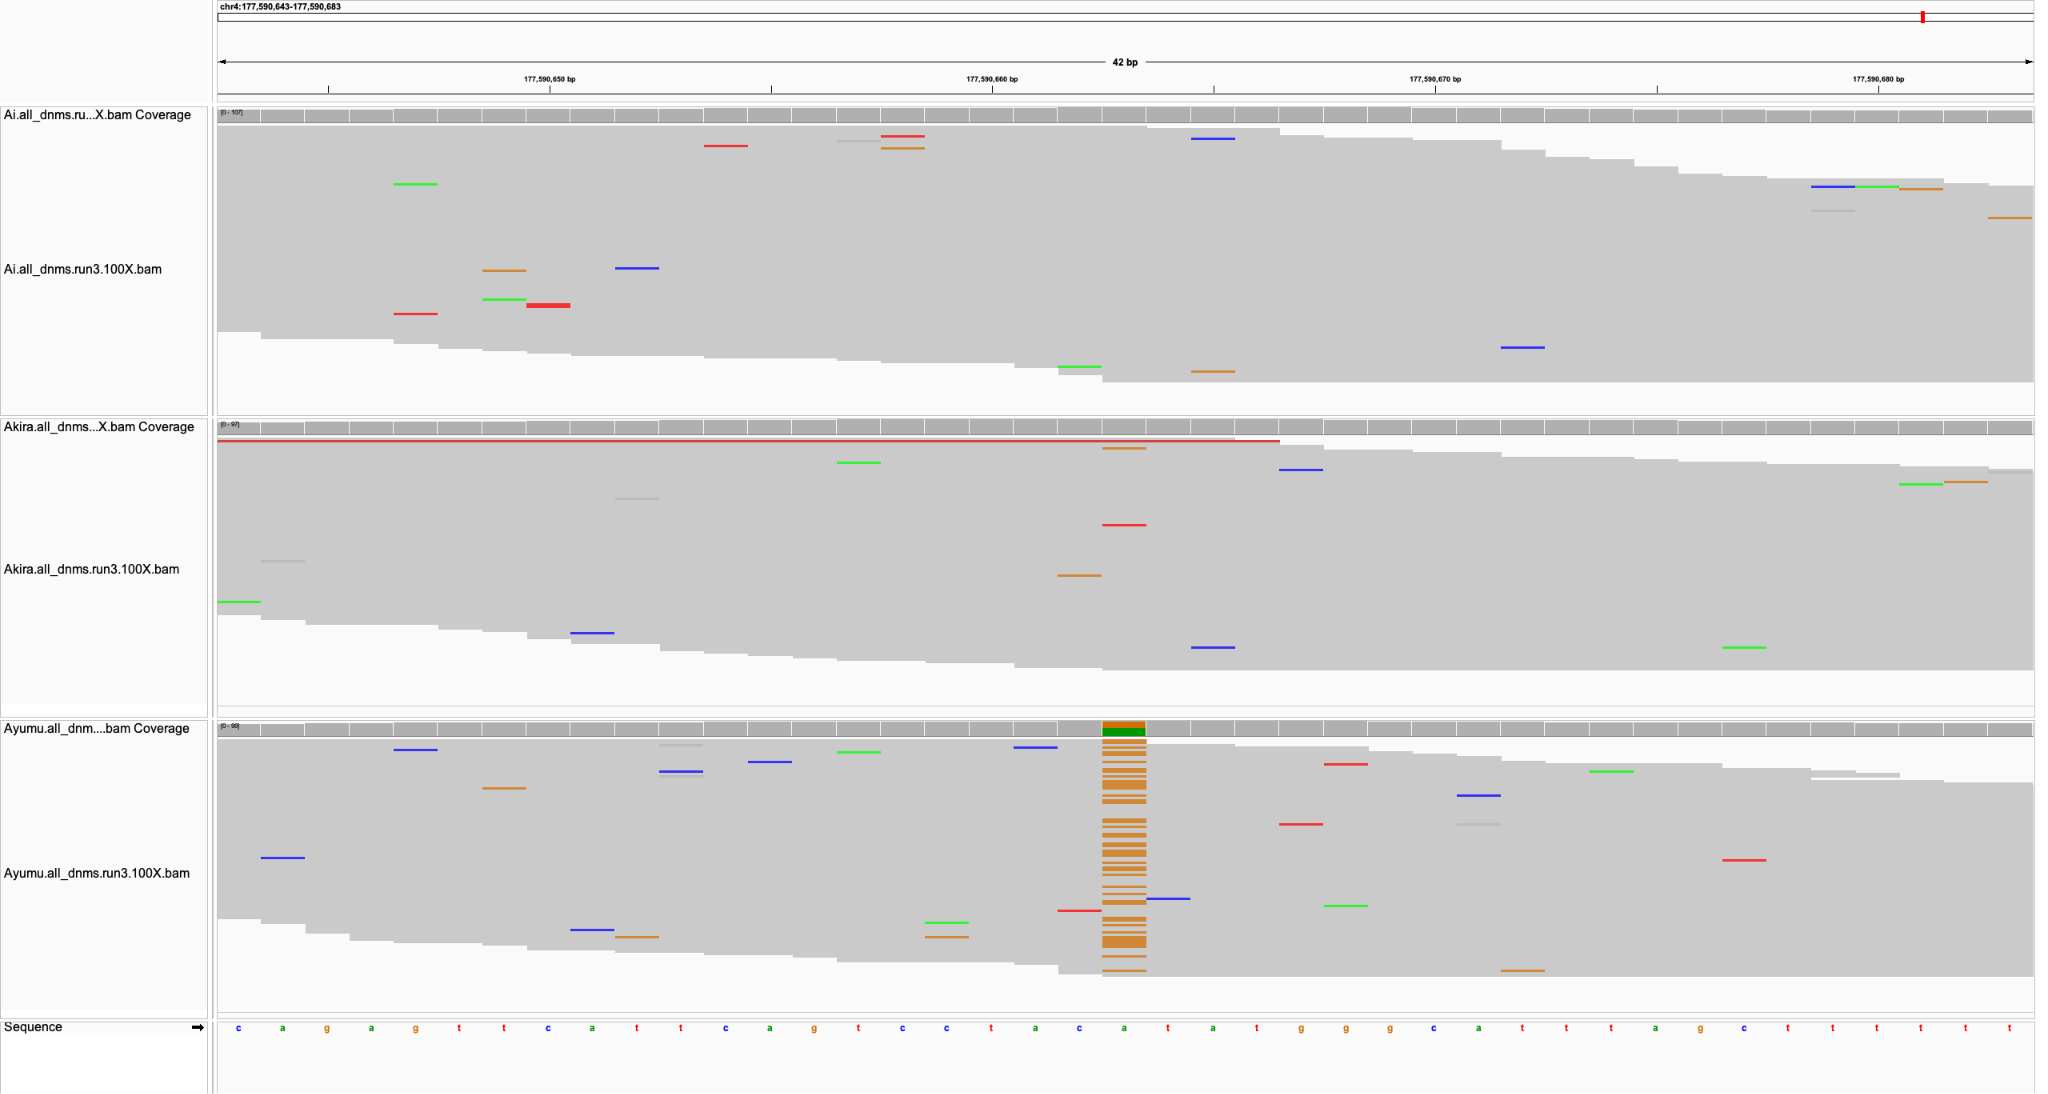 chr4:177,590,643-177,590,683
42 bp
177,590,650 bp 177,590,660 bp 177,590,670 bp 177,590,680 bp
Ai.all_dnms.ru...X.bam Coverage
[0 - 107]
Ai.all_dnms.run3.100X.bam
Akira.all_dnms...X.bam Coverage
[0 - 97]
Akira.all_dnms.run3.100X.bam
Ayumu.all_dnm....bam Coverage
Ayumu.all_dnms.run3.100X.bam
Sequence c a g a g t t c a t t c a g t c c t a c a t a t g g g c a t t t a g c t t t t t t